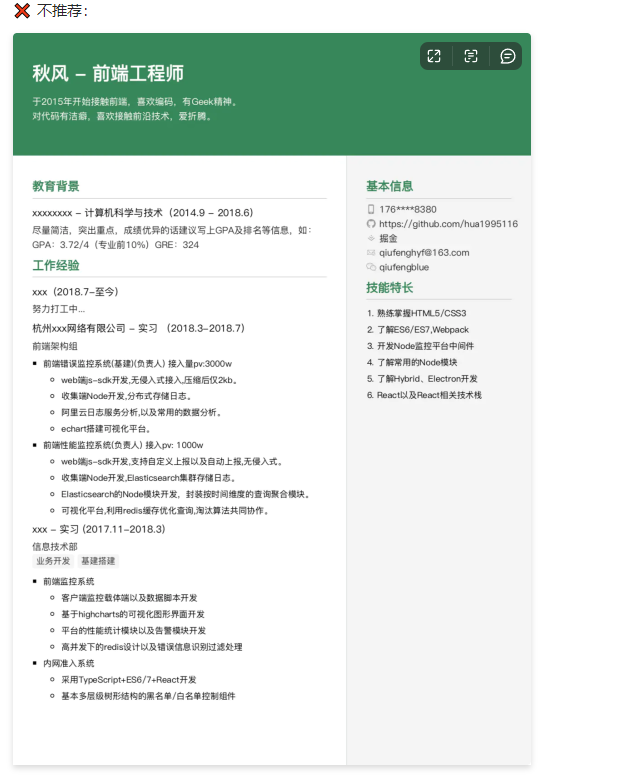 ❌ 不推荐:
秋风 - 前端工程师
于2015年开始接触前端，喜欢编码，有Geek精神。
对代码有洁癖，喜欢接触前沿技术，爱折腾。
教育背景
xxxxxxxx - 计算机科学与技术（2014.9 - 2018.6）
尽量简洁，突出重点，成绩优异的话建议写上GPA及排名等信息，如：
GPA：3.72/4（专业前10%）GRE：324
工作经验
xxx（2018.7-至今）
努力打工中...
杭州xxx网络有限公司 - 实习 （2018.3-2018.7）
前端架构组
前端错误监控系统(基建)(负责人) 接入量pv:3000w
web端js-sdk开发,无侵入式接入,压缩后仅2kb。
收集端Node开发,分布式存储日志。
阿里云日志服务分析,以及常用的数据分析。
echart搭建可视化平台。
前端性能监控系统(负责人) 接入pv: 1000w
web端js-sdk开发,支持自定义上报以及自动上报,无侵入式。
收集端Node开发,Elasticsearch集群存储日志。
Elasticsearch的Node模块开发，封装按时间维度的查询聚合模块。
可视化平台,利用redis缓存优化查询,淘汰算法共同协作。
xxx - 实习 (2017.11-2018.3)
信息技术部
业务开发 基建搭建
前端监控系统
客户端监控载体端以及数据脚本开发
基于highcharts的可视化图形界面开发
平台的性能统计模块以及告警模块开发
高并发下的redis设计以及错误信息识别过滤处理
内网准入系统
采用TypeScript+ES6/7+React开发
基本多层级树形结构的黑名单/白名单控制组件
基本信息
176****8380
https://github.com/hua1995116
掘金
qiufenghyf@163.com
qiufengblue
技能特长
1. 熟练掌握HTML5/CSS3
2. 了解ES6/ES7,Webpack
3. 开发Node监控平台中间件
4. 了解常用的Node模块
5. 了解Hybrid、Electron开发
6. React以及React相关技术栈